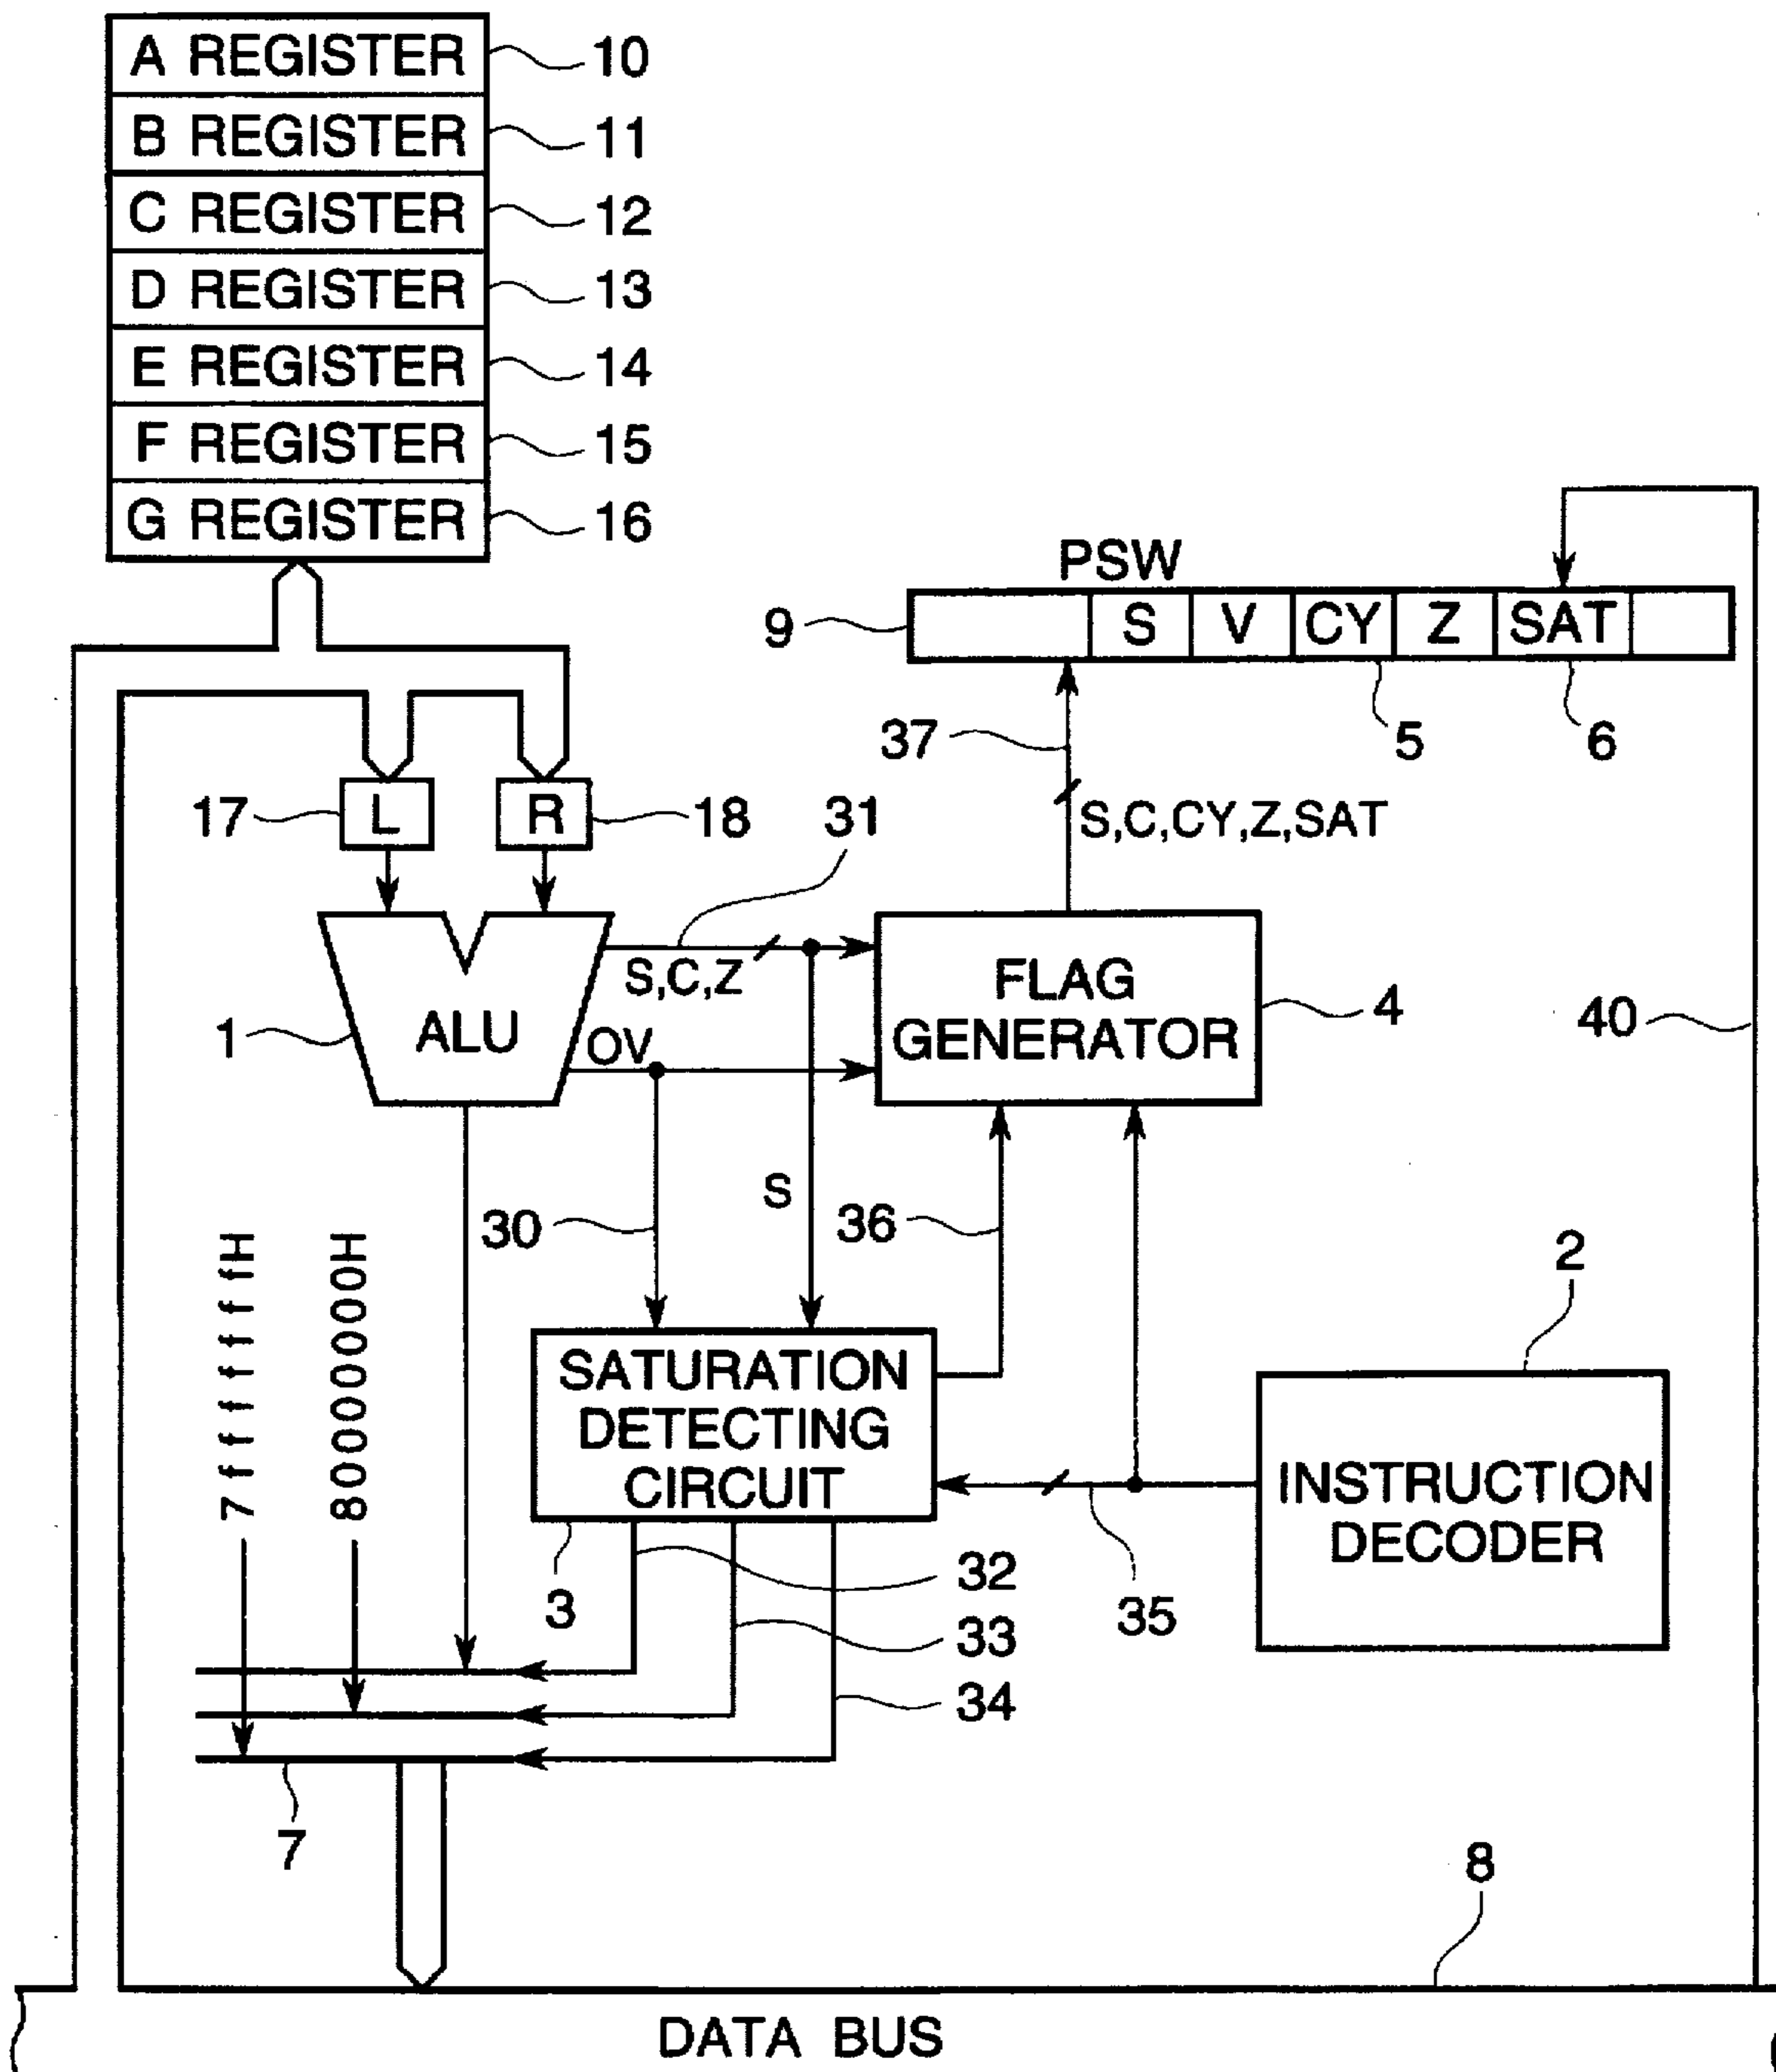 A REGISTER 10
B REGISTER 11
C REGISTER 12
D REGISTER 13
E REGISTER 14
F REGISTER 15
G REGISTER 16
PSW
9 S V CY Z SAT
5 6
37
S,C,CY,Z,SAT
17 L R 18 31
S,C,Z
FLAG
GENERATOR
4
40
1 ALU
OV
30
S
36
2
7fffffffH
80000000H
SATURATION
DETECTING
CIRCUIT
INSTRUCTION
DECODER
3
32
35
33
34
7
8
DATA BUS